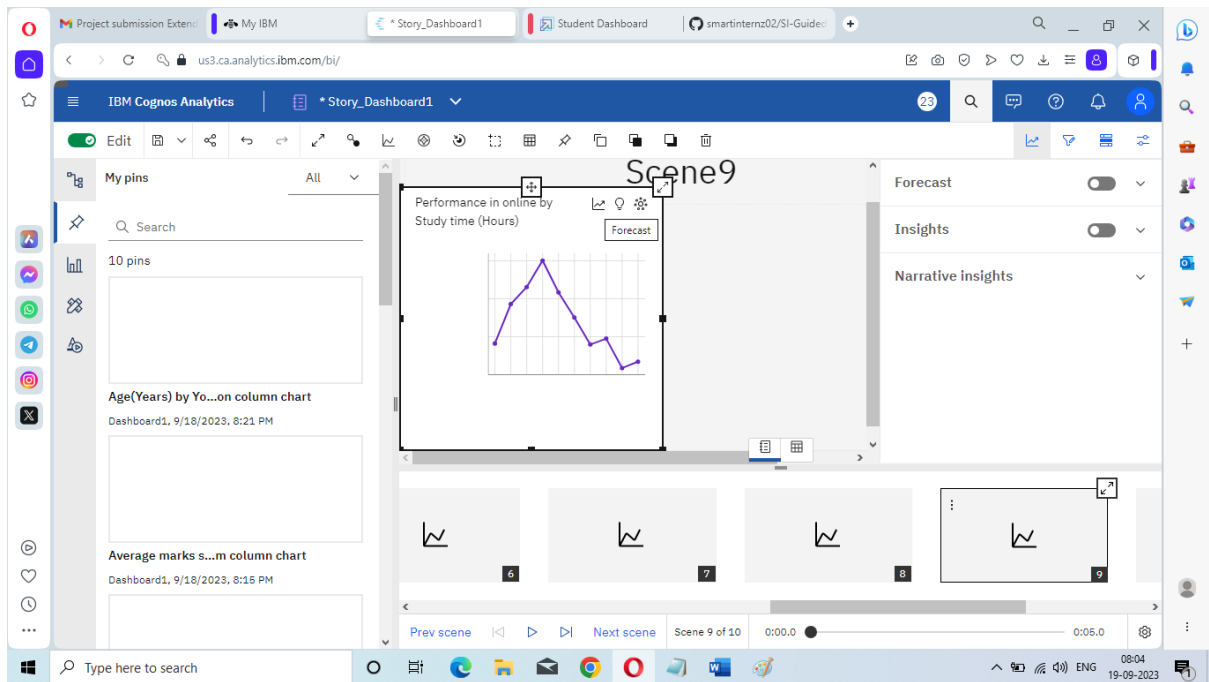 Project submission Extend
My IBM
* Story_Dashboard1
Student Dashboard
smartinternz02/SI-Guided
us3.ca.analytics.ibm.com/bi/
IBM Cognos Analytics
* Story_Dashboard1
23
Edit
My pins
All
Search
10 pins
Age(Years) by Yo...on column chart
Dashboard1, 9/18/2023, 8:21 PM
Average marks s...m column chart
Dashboard1, 9/18/2023, 8:15 PM
Scene9
Performance in online by
Study time (Hours)
Forecast
Forecast
Insights
Narrative insights
6
7
8
9
Prev scene
Next scene
Scene 9 of 10
0:00.0
0:05.0
Type here to search
ENG
08:04
19-09-2023
1